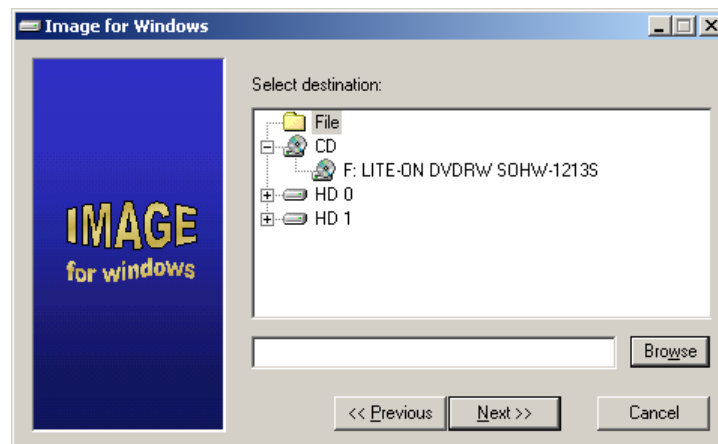 Image for Windows
Select destination:
File
CD
F: LITE-ON DVDRW SOHW-1213S
HD 0
HD 1
IMAGE
for windows
Browse
<< Previous
Next >>
Cancel